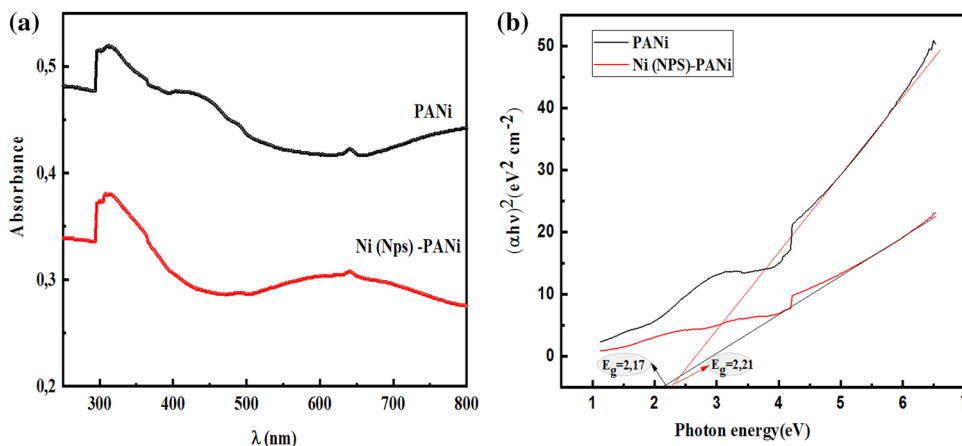 (a)
0,5
0,4
0,3
0,2
Absorbance
PANi
Ni (Nps) -PANi
300 400 500 600 700 800
λ (nm)
(b)
50
40
30
20
10
0
(αhν)² (eV² cm⁻²)
PANi
Ni (NPS)-PANi
E_g=2,17
E_g=2,21
1 2 3 4 5 6
Photon energy(eV)